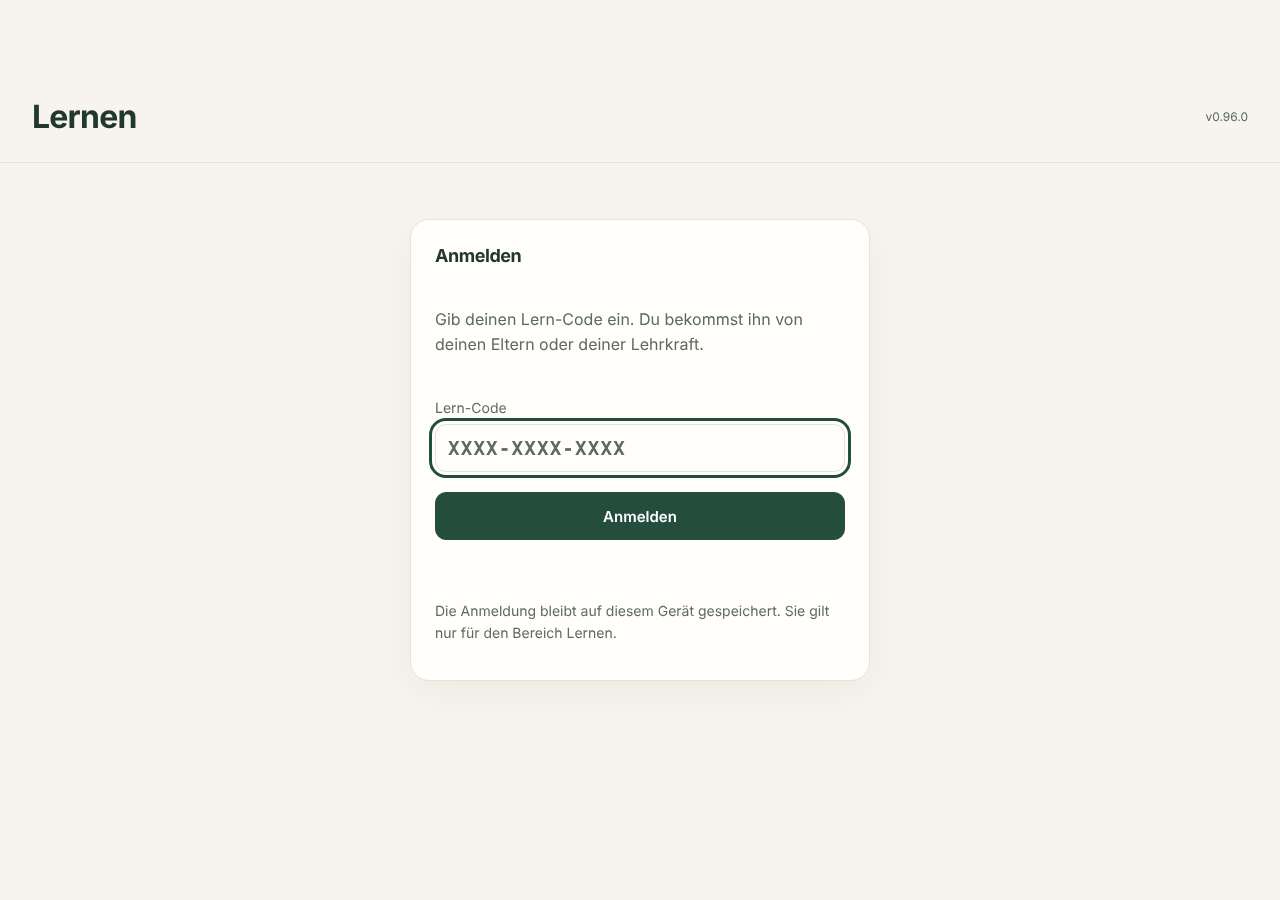 Lernen
v0.96.0
Anmelden
Gib deinen Lern-Code ein. Du bekommst ihn von
deinen Eltern oder deiner Lehrkraft.
Lern-Code
XXXX-XXXX-XXXX
Anmelden
Die Anmeldung bleibt auf diesem Gerät gespeichert. Sie gilt
nur für den Bereich Lernen.